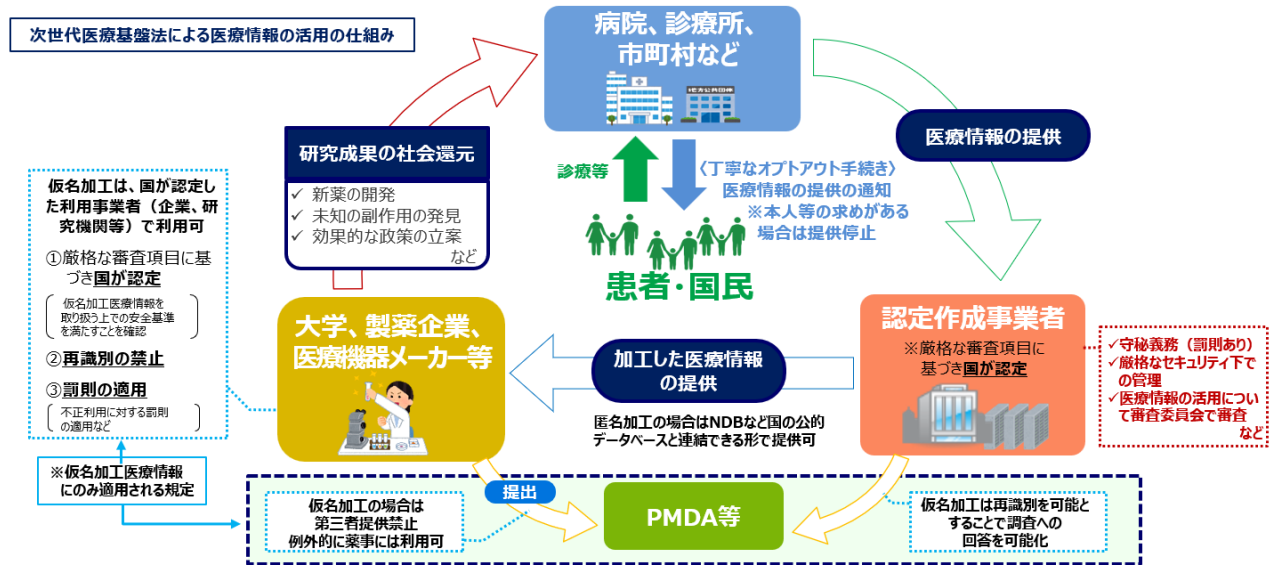 次世代医療基盤法による医療情報の活用の仕組み
病院、診療所、
市町村など
地方公共団体
医療情報の提供
診療等
〈丁寧なオプトアウト手続き〉
医療情報の提供の通知
※本人等の求めがある
場合は提供停止
患者・国民
研究成果の社会還元
✓ 新薬の開発
✓ 未知の副作用の発見
✓ 効果的な政策の立案
など
仮名加工は、国が認定し
た利用事業者（企業、研
究機関等）で利用可
①厳格な審査項目に基
づき国が認定
仮名加工医療情報を
取り扱う上での安全基準
を満たすことを確認
②再識別の禁止
③罰則の適用
不正利用に対する罰則
の適用など
※仮名加工医療情報
にのみ適用される規定
大学、製薬企業、
医療機器メーカー等
加工した医療情報
の提供
匿名加工の場合はNDBなど国の公的
データベースと連結できる形で提供可
認定作成事業者
※厳格な審査項目に
基づき国が認定
✓守秘義務（罰則あり）
✓厳格なセキュリティ下で
の管理
✓医療情報の活用につい
て審査委員会で審査
など
提出
仮名加工の場合は
第三者提供禁止
例外的に薬事には利用可
PMDA等
仮名加工は再識別を可能と
することで調査への
回答を可能化